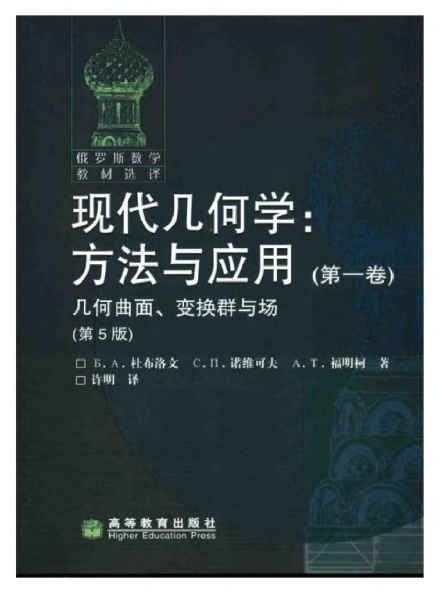 俄罗斯数学
教材选译
现代几何学：
方法与应用 (第一卷)
几何曲面、变换群与场
(第 5 版)
□ Б. А. 杜布洛文 С. П. 诺维可夫 А. Т. 福明柯 著
□ 许明 译
高等教育出版社
Higher Education Press